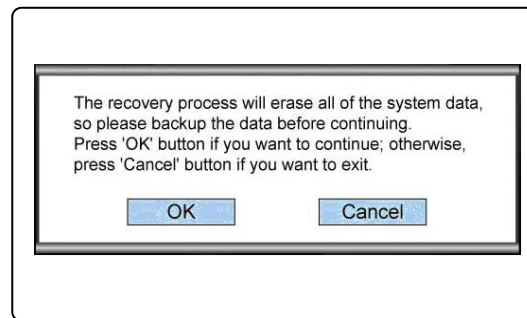 The recovery process will erase all of the system data,
so please backup the data before continuing.
Press 'OK' button if you want to continue; otherwise,
press 'Cancel' button if you want to exit.
OK
Cancel